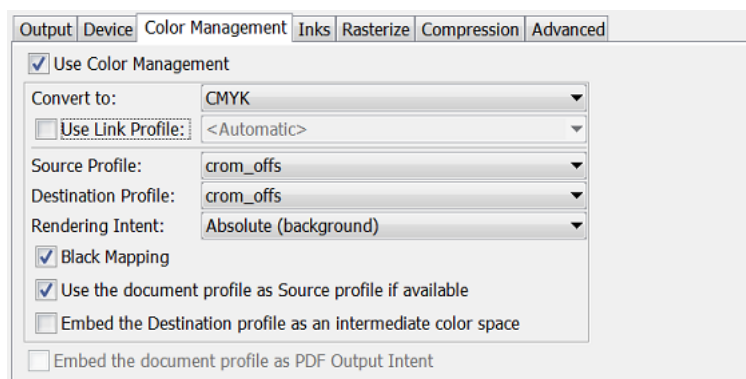 Output Device Color Management Inks Rasterize Compression Advanced
Use Color Management
Convert to: CMYK
Use Link Profile: <Automatic>
Source Profile: crom_offs
Destination Profile: crom_offs
Rendering Intent: Absolute (background)
Black Mapping
Use the document profile as Source profile if available
Embed the Destination profile as an intermediate color space
Embed the document profile as PDF Output Intent